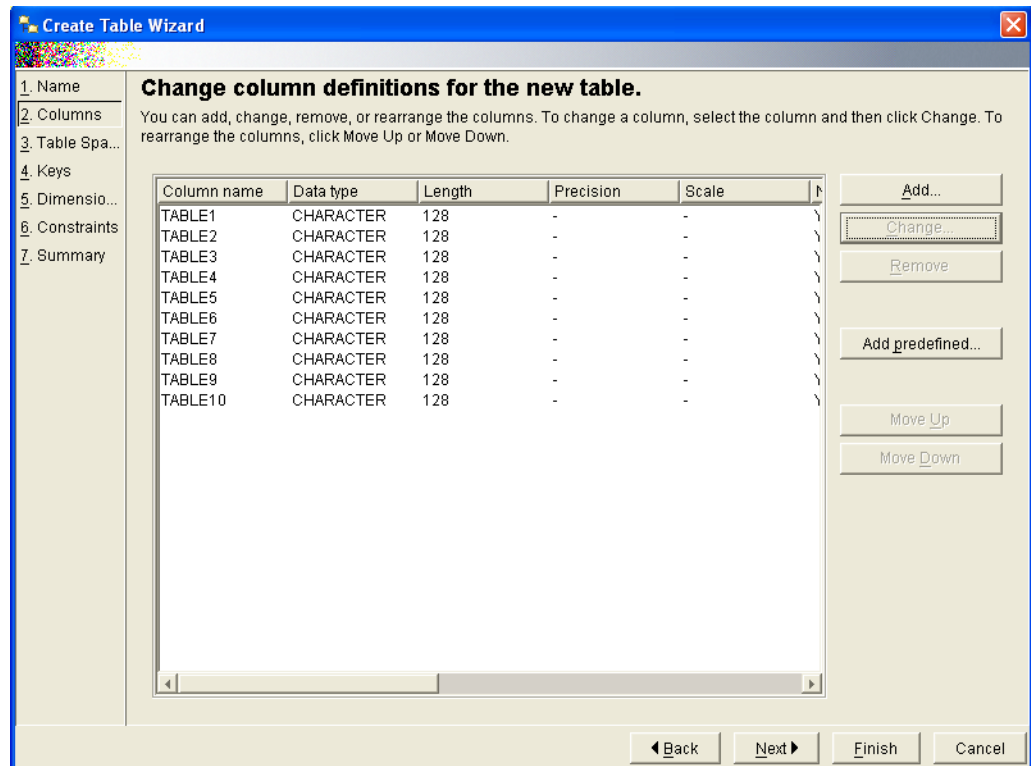 Create Table Wizard
1. Name
2. Columns
3. Table Spa...
4. Keys
5. Dimensio...
6. Constraints
7. Summary
Change column definitions for the new table.
You can add, change, remove, or rearrange the columns. To change a column, select the column and then click Change. To
rearrange the columns, click Move Up or Move Down.
Column name Data type Length Precision Scale
TABLE1 CHARACTER 128 - -
TABLE2 CHARACTER 128 - -
TABLE3 CHARACTER 128 - -
TABLE4 CHARACTER 128 - -
TABLE5 CHARACTER 128 - -
TABLE6 CHARACTER 128 - -
TABLE7 CHARACTER 128 - -
TABLE8 CHARACTER 128 - -
TABLE9 CHARACTER 128 - -
TABLE10 CHARACTER 128 - -
Add...
Change...
Remove
Add predefined...
Move Up
Move Down
Back Next Finish Cancel